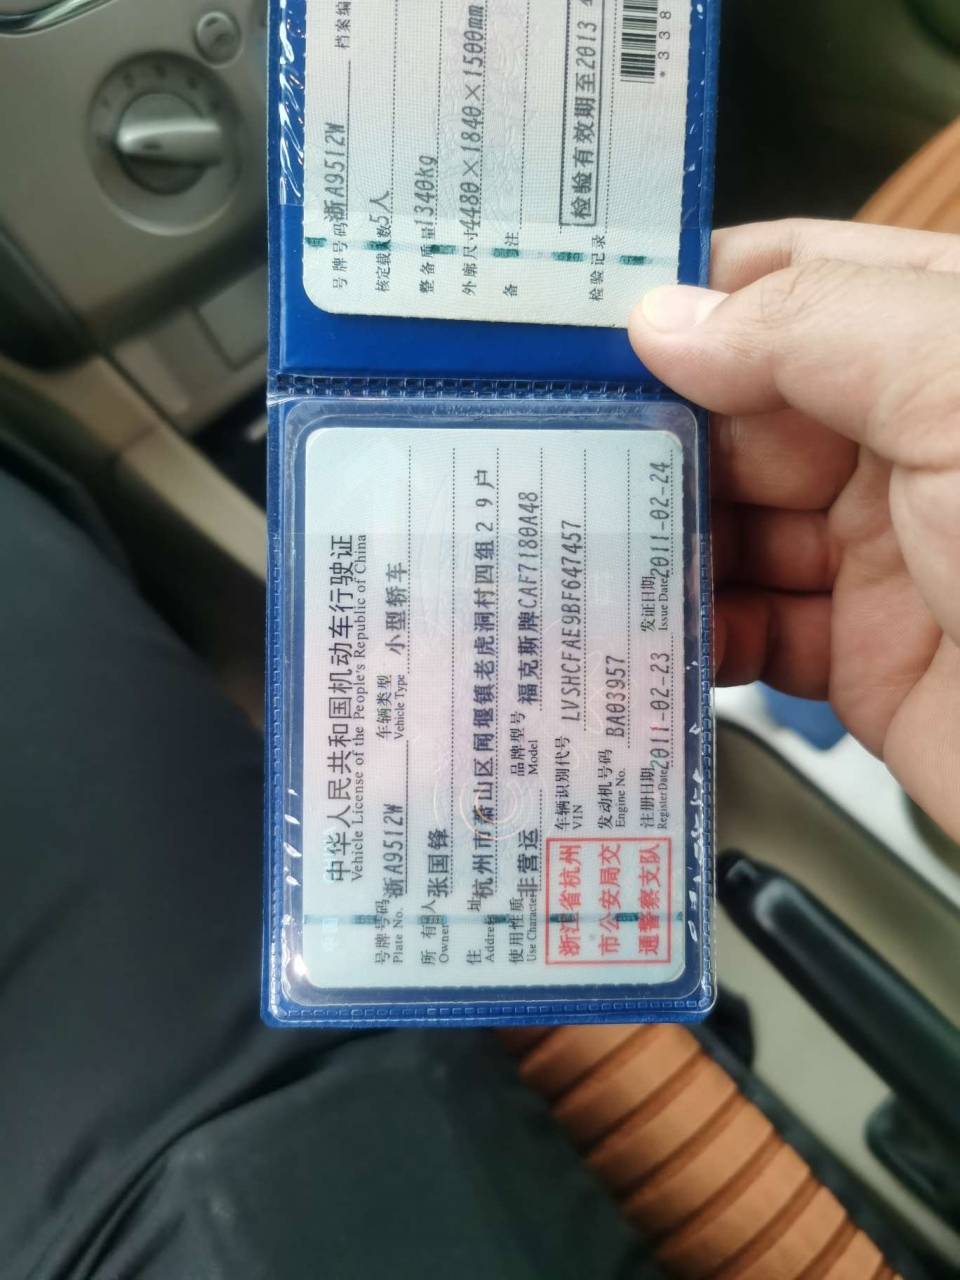 中华人民共和国机动车行驶证
Vehicle License of the People's Republic of China
号牌号码 浙A9512W 车辆类型 小型轿车
Plate No. Vehicle Type
所有人 张国锋
Owner
住址 杭州市萧山区闻堰镇老虎洞村四组29户
Address
使用性质 非营运 品牌型号 福克斯牌CAF7180A48
Use Character Model
浙江省杭州
市公安局交
通警察支队
车辆识别代号 LVSHCFAE9BF647457
VIN
发动机号码 BA03957
Engine No.
注册日期 2011-02-23 发证日期 2011-02-24
Register Date Issue Date
号牌号码 浙A9512W 档案编
核定载人数 5人
整备质量 1340kg
外廓尺寸 4480×1840×1500mm
备注
检验记录 检验有效期至2013
*338